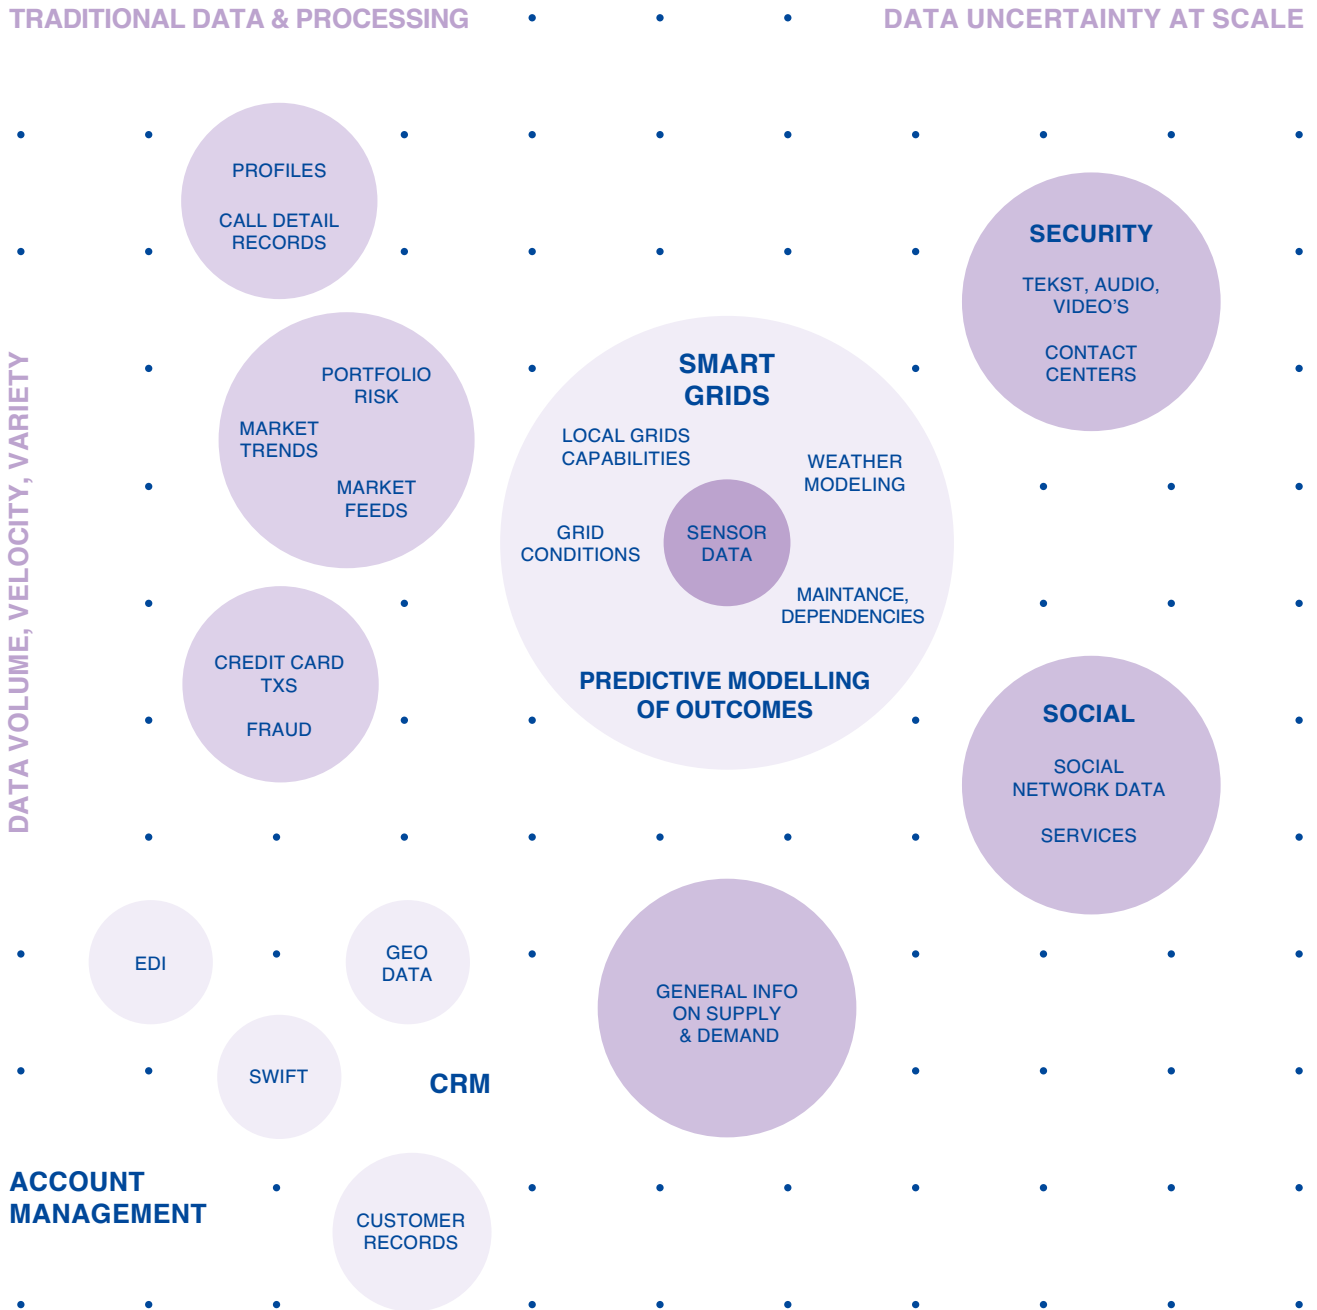 TRADITIONAL DATA & PROCESSING
DATA UNCERTAINTY AT SCALE
DATA VOLUME, VELOCITY, VARIETY
PROFILES
CALL DETAIL
RECORDS
PORTFOLIO
RISK
MARKET
TRENDS
MARKET
FEEDS
CREDIT CARD
TXS
FRAUD
SMART
GRIDS
LOCAL GRIDS
CAPABILITIES
WEATHER
MODELING
GRID
CONDITIONS
SENSOR
DATA
MAINTANCE,
DEPENDENCIES
PREDICTIVE MODELLING
OF OUTCOMES
SECURITY
TEKST, AUDIO,
VIDEO'S
CONTACT
CENTERS
SOCIAL
SOCIAL
NETWORK DATA
SERVICES
EDI
GEO
DATA
SWIFT
CRM
GENERAL INFO
ON SUPPLY
& DEMAND
ACCOUNT
MANAGEMENT
CUSTOMER
RECORDS